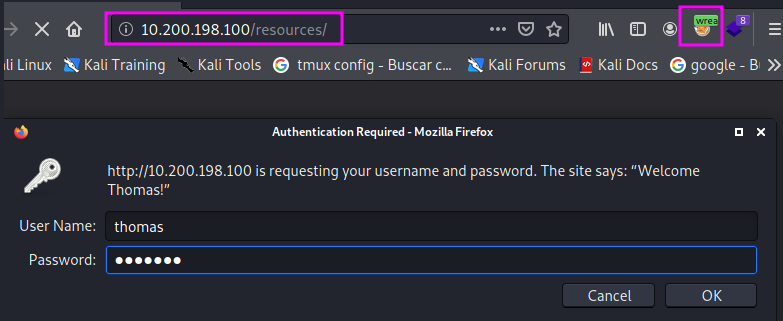 10.200.198.100/resources/
wrea
8
li Linux Kali Training Kali Tools tmux config - Buscar c… Kali Forums Kali Docs google - Bu
Authentication Required - Mozilla Firefox
http://10.200.198.100 is requesting your username and password. The site says: “Welcome
Thomas!”
User Name: thomas
Password: ●●●●●●●
Cancel OK